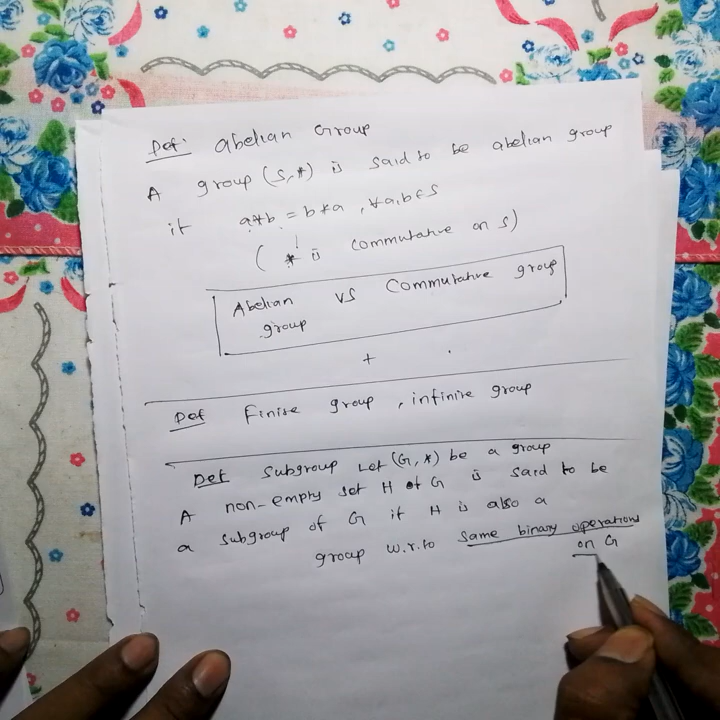 Def: Abelian Group
A group (S,*) is said to be abelian group
if a*b = b*a , ∀a,b∈S
( * is commutative on S)
Abelian vs Commutative group
group
+
Def Finite group , infinite group
Def Subgroup Let (G,*) be a group
A non-empty set H of G is said to be
a subgroup of G if H is also a
group w.r.to same binary operations
on G